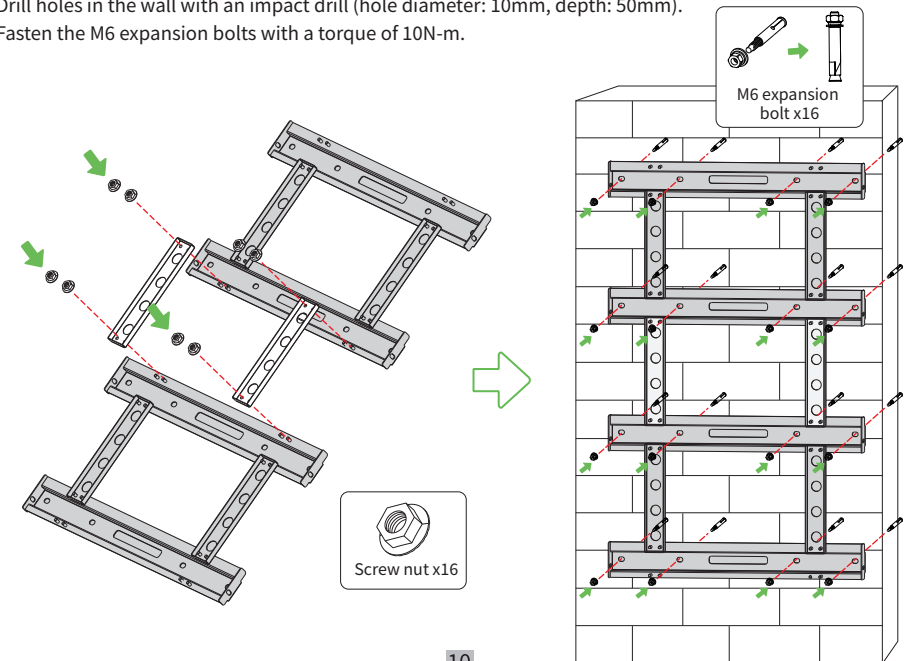 Drill holes in the wall with an impact drill (hole diameter: 10mm, depth: 50mm).
Fasten the M6 expansion bolts with a torque of 10N-m.
M6 expansion
bolt x16
Screw nut x16
10